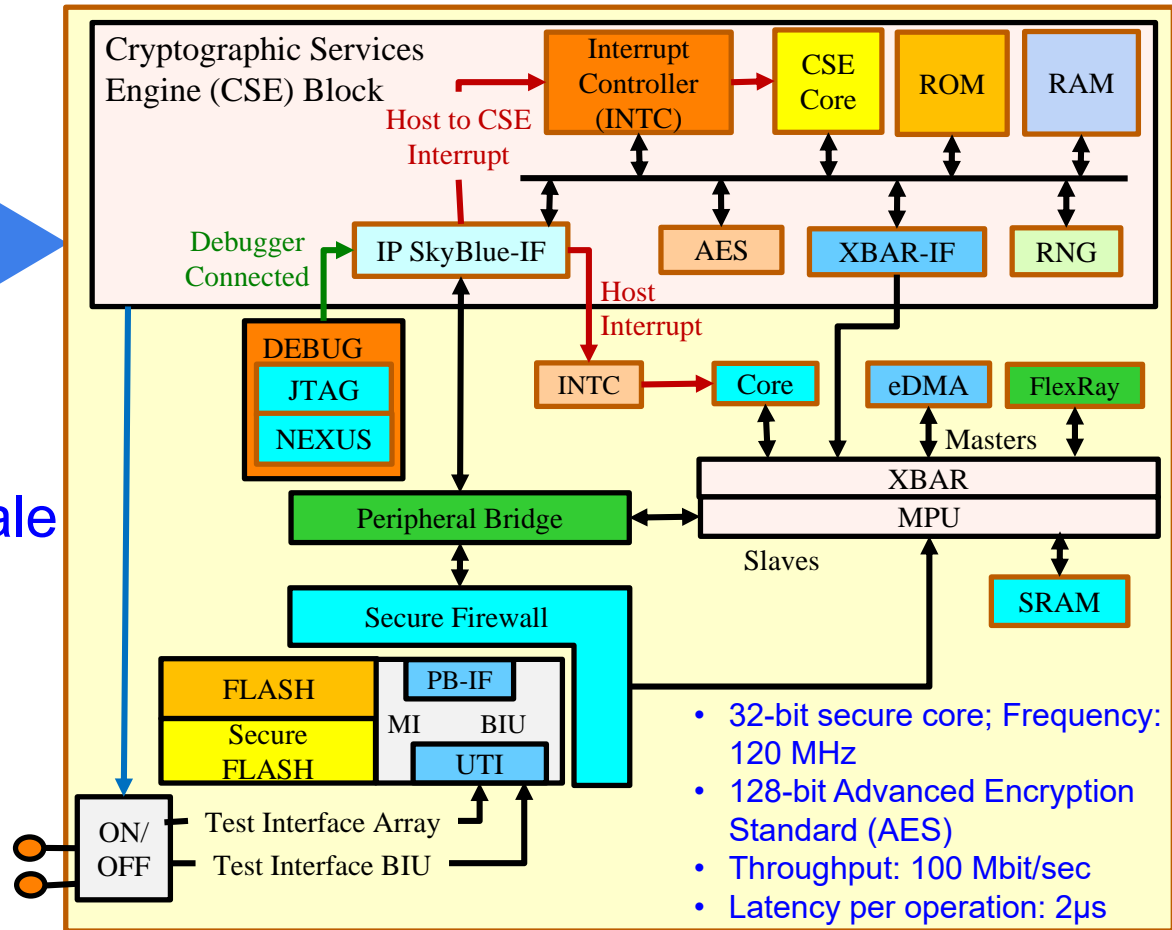 Cryptographic Services
Engine (CSE) Block
Interrupt
Controller
(INTC)
CSE
Core
ROM
RAM
Host to CSE
Interrupt
Debugger
Connected
IP SkyBlue-IF
AES
XBAR-IF
RNG
Host
Interrupt
DEBUG
JTAG
NEXUS
INTC
Core
eDMA
FlexRay
Masters
XBAR
MPU
ale
Peripheral Bridge
Slaves
SRAM
Secure Firewall
FLASH
Secure
FLASH
PB-IF
MI
BIU
UTI
ON/
OFF
Test Interface Array
Test Interface BIU
• 32-bit secure core; Frequency:
120 MHz
• 128-bit Advanced Encryption
Standard (AES)
• Throughput: 100 Mbit/sec
• Latency per operation: 2μs